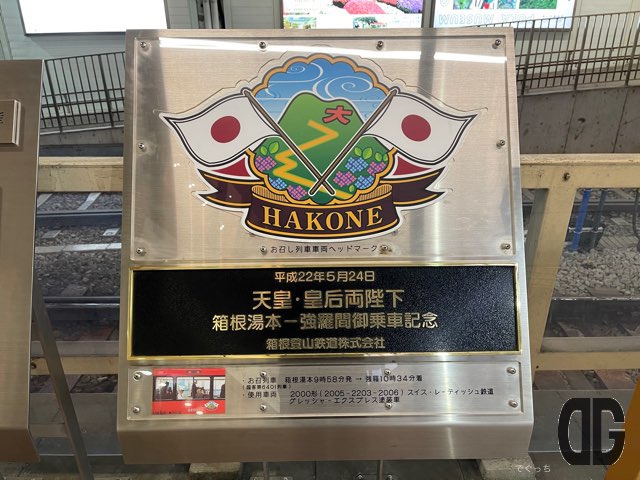 大
HAKONE
お召し列車車両ヘッドマーク
平成22年5月24日
天皇・皇后両陛下
箱根湯本ー強羅間御乗車記念
箱根登山鉄道株式会社
・お召列車 箱根湯本9時58分発 → 強羅10時34分着
・使用車両 2000形(2005-2203-2006)スイス・レーティッシュ鉄道
グレッシャー・エクスプレス塗装車
DG
でぐっち